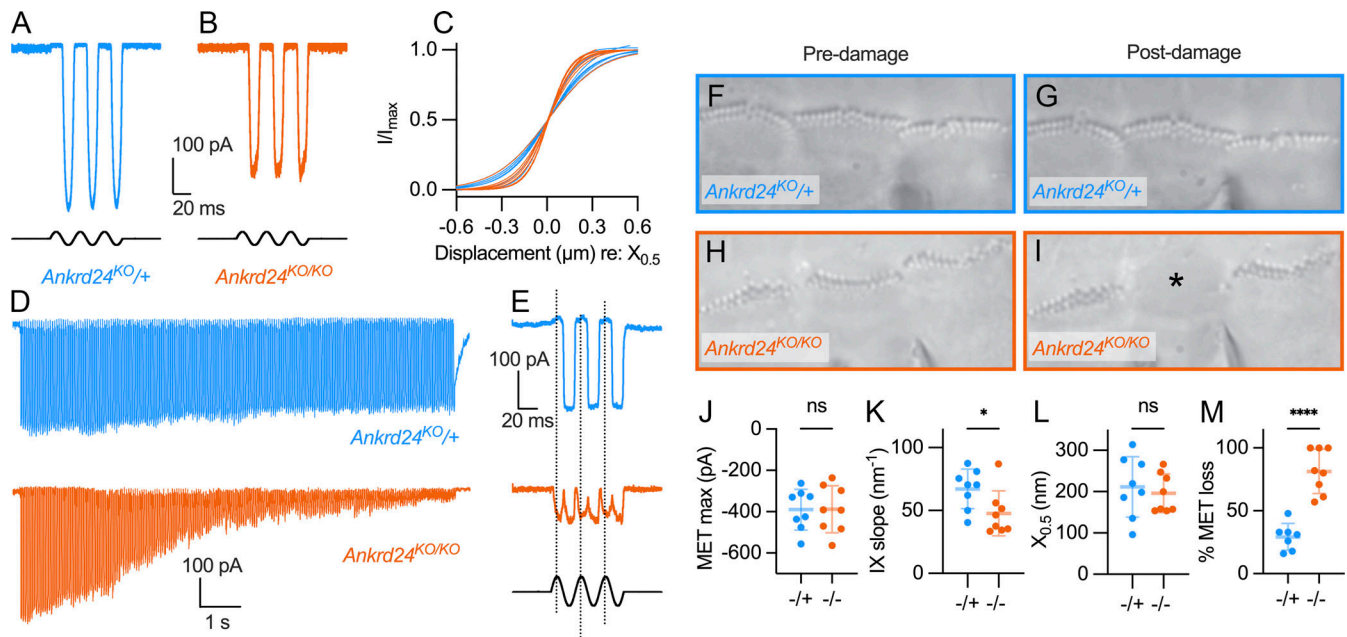 A
B
C
100 pA
20 ms
Ankrd24^KO/+
Ankrd24^KO/KO
1.0
0.5
0.0
I/I_max
-0.6 -0.3 0.0 0.3 0.6
Displacement (µm) re: X_0.5
D
Ankrd24^KO/+
Ankrd24^KO/KO
100 pA
1 s
E
100 pA
20 ms
Pre-damage
Post-damage
F
Ankrd24^KO/+
G
Ankrd24^KO/+
H
Ankrd24^KO/KO
I
*
Ankrd24^KO/KO
J
ns
MET max (pA)
0
-200
-400
-600
-/+ -/-
K
*
IX slope (nm⁻¹)
100
50
0
-/+ -/-
L
ns
X_0.5 (nm)
300
200
100
0
-/+ -/-
M
****
% MET loss
100
50
0
-/+ -/-